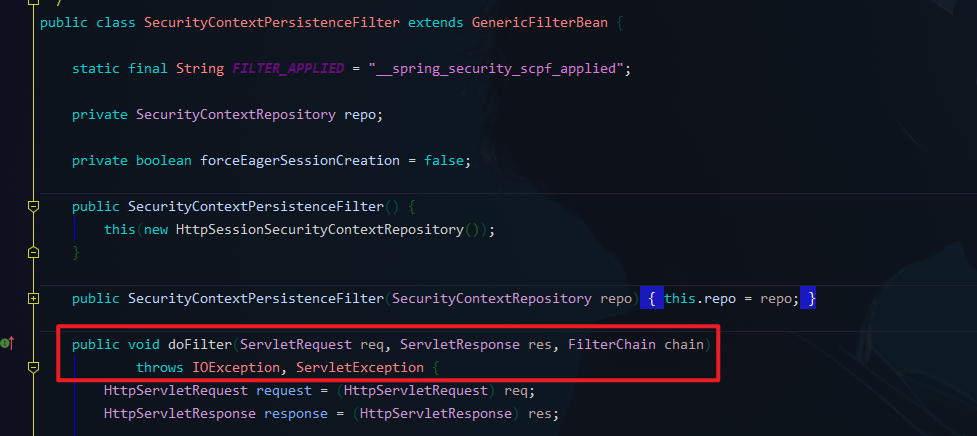 public class SecurityContextPersistenceFilter extends GenericFilterBean {
static final String FILTER_APPLIED = "__spring_security_scpf_applied";
private SecurityContextRepository repo;
private boolean forceEagerSessionCreation = false;
public SecurityContextPersistenceFilter() {
this(new HttpSessionSecurityContextRepository());
}
public SecurityContextPersistenceFilter(SecurityContextRepository repo) { this.repo = repo; }
public void doFilter(ServletRequest req, ServletResponse res, FilterChain chain)
throws IOException, ServletException {
HttpServletRequest request = (HttpServletRequest) req;
HttpServletResponse response = (HttpServletResponse) res;